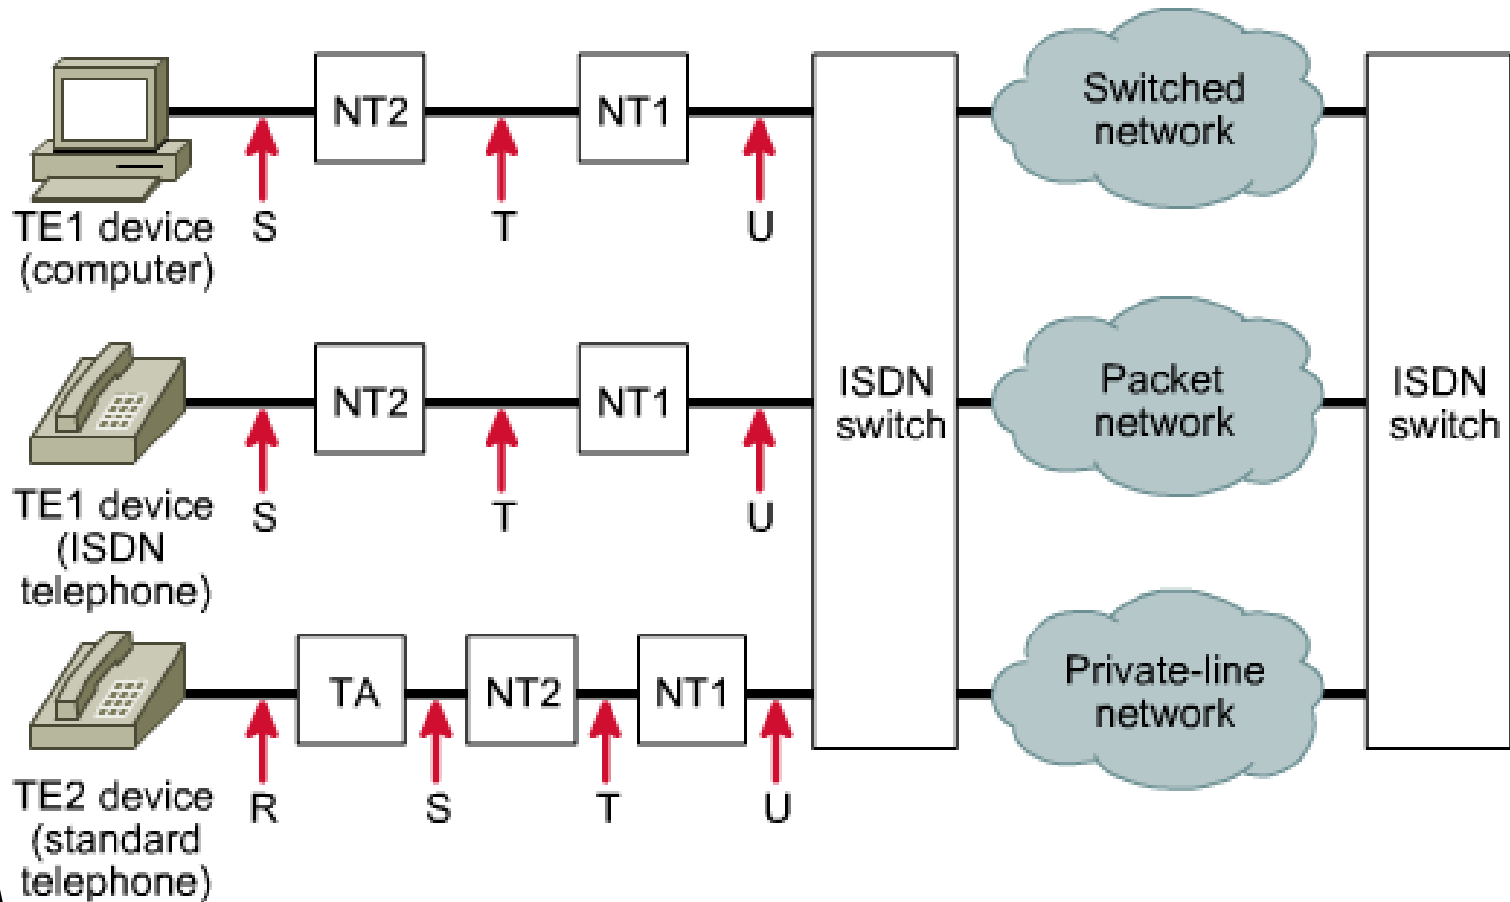 NT2
NT1
Switched
network
TE1 device
(computer)
S
T
U
NT2
NT1
ISDN
switch
Packet
network
ISDN
switch
TE1 device
(ISDN
telephone)
S
T
U
TA
NT2
NT1
Private-line
network
TE2 device
(standard
telephone)
R
S
T
U